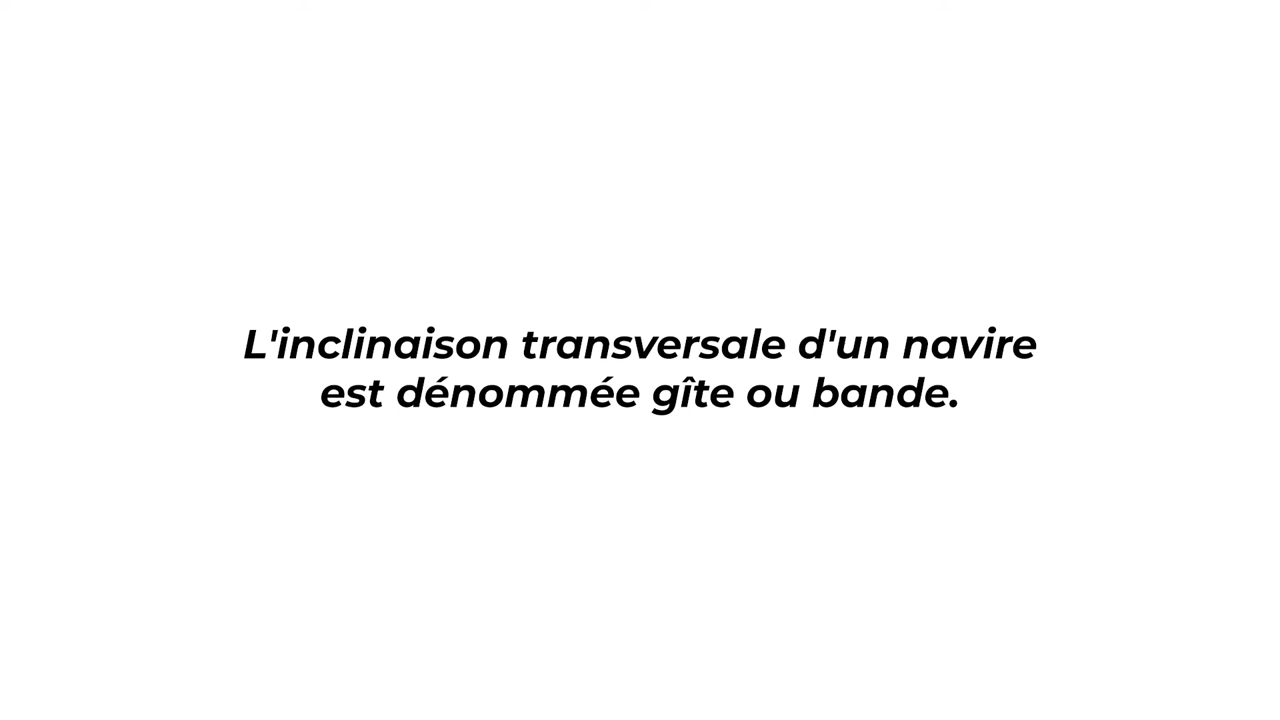 L'inclinaison transversale d'un navire
est dénommée gîte ou bande.